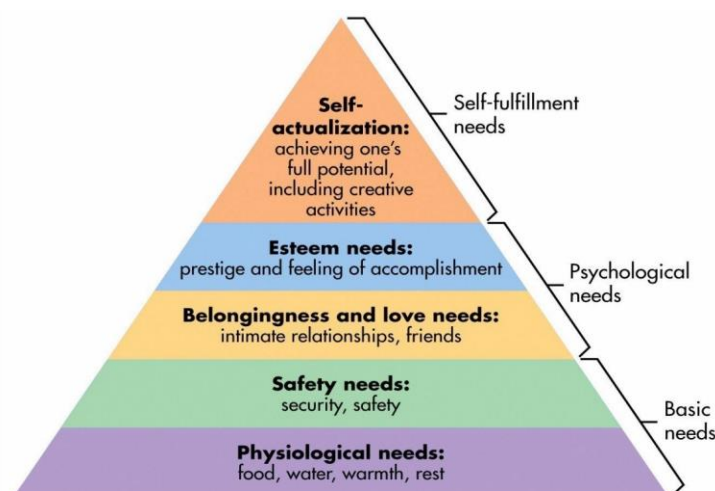 Self-
actualization:
achieving one's
full potential,
including creative
activities
Self-fulfillment
needs
Esteem needs:
prestige and feeling of accomplishment
Belongingness and love needs:
intimate relationships, friends
Psychological
needs
Safety needs:
security, safety
Physiological needs:
food, water, warmth, rest
Basic
needs